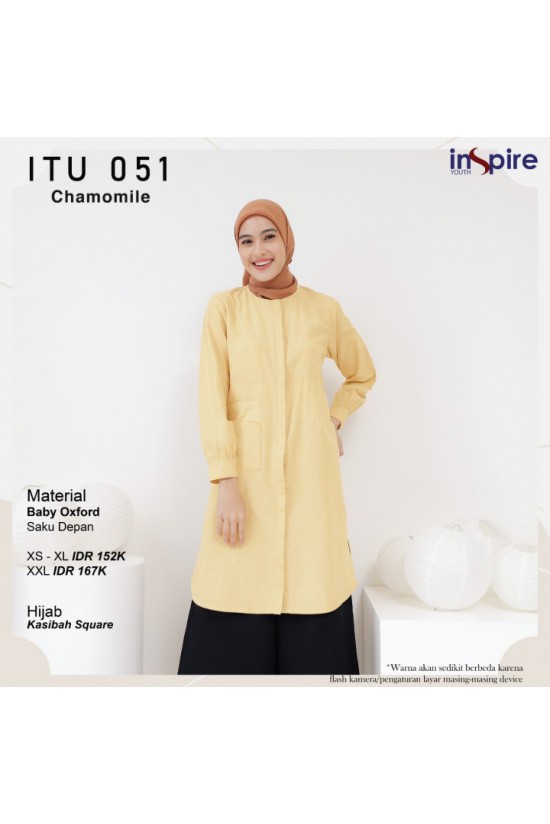 ITU 051
Chamomile
inSpire
YOUTH
Material
Baby Oxford
Saku Depan
XS - XL IDR 152K
XXL IDR 167K
Hijab
Kasibah Square
*Warna akan sedikit berbeda karena
flash kamera/pengaturan layar masing-masing device